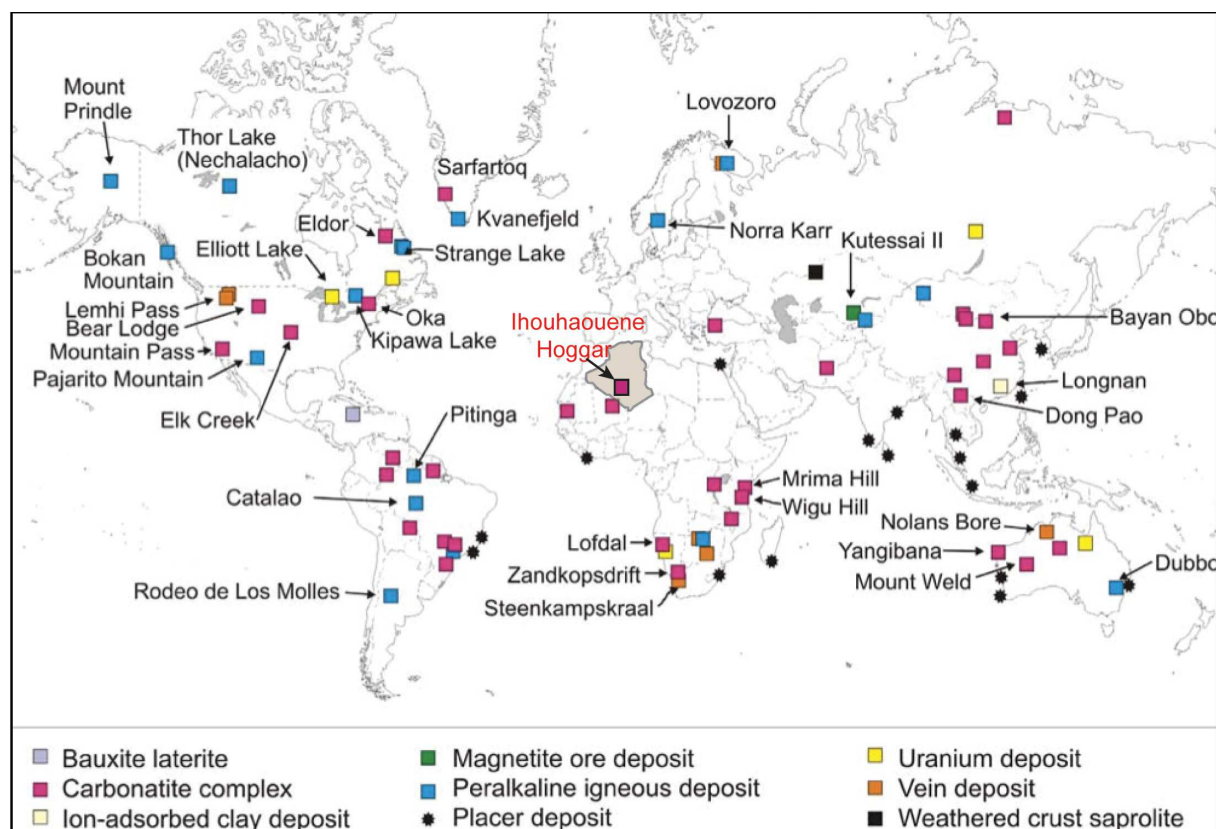 Mount
Prindle
Thor Lake
(Nechalacho)
Sarfartoq
Lovozoro
Kvanefjeld
Eldor
Norra Karr
Elliott Lake
Strange Lake
Kutessai II
Bokan
Mountain
Lemhi Pass
Bear Lodge
Oka
Bayan Obo
Ihouhaouene
Hoggar
Kipawa Lake
Mountain Pass
Pajarito Mountain
Longnan
Elk Creek
Pitinga
Dong Pao
Mrima Hill
Catalao
Wigu Hill
Nolans Bore
Lofdal
Yangibana
Zandkopsdrift
Mount Weld
Dubbo
Rodeo de Los Molles
Steenkampskraal
Bauxite laterite
Carbonatite complex
Ion-adsorbed clay deposit
Magnetite ore deposit
Peralkaline igneous deposit
Placer deposit
Uranium deposit
Vein deposit
Weathered crust saprolite